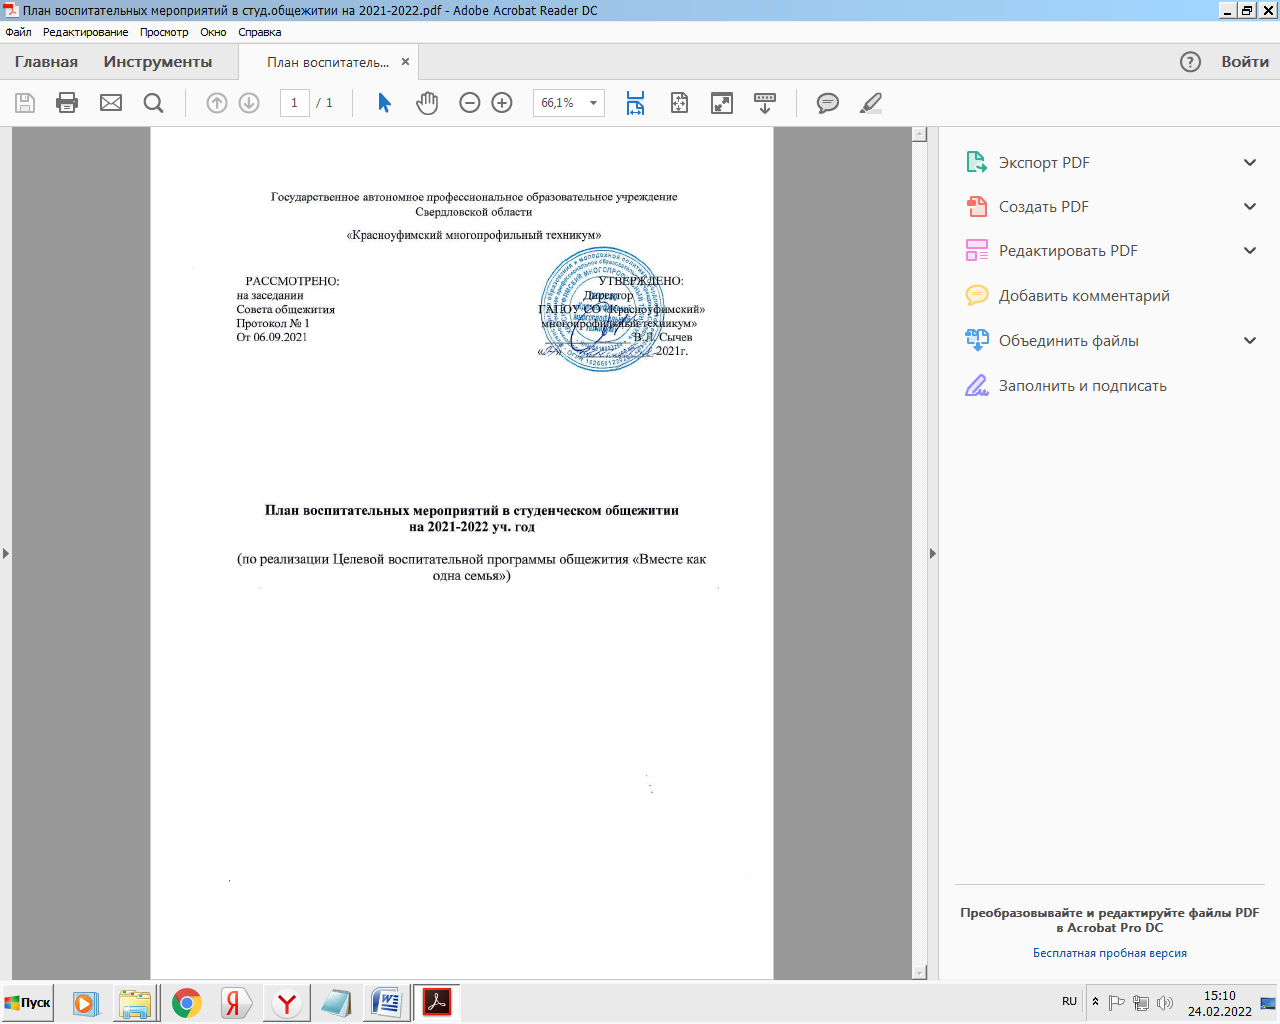 План воспитательных мероприятий в студ.общежитии на 2021-2022.pdf - Adobe Acrobat Reader DC
Файл Редактирование Просмотр Окно Справка
Главная Инструменты План воспитатель... × ? Войти
1 / 1 66,1%
Государственное автономное профессиональное образовательное учреждение
Свердловской области
«Красноуфимский многопрофильный техникум»
РАССМОТРЕНО:
на заседании
Совета общежития
Протокол № 1
От 06.09.2021
УТВЕРЖДЕНО:
Директор
ГАПОУ СО «Красноуфимский»
многопрофильный техникум»
В.Л. Сычев
2021г.
План воспитательных мероприятий в студенческом общежитии
на 2021-2022 уч. год
(по реализации Целевой воспитательной программы общежития «Вместе как
одна семья»)
Экспорт PDF
Создать PDF
Редактировать PDF
Добавить комментарий
Объединить файлы
Заполнить и подписать
Преобразовывайте и редактируйте файлы PDF
в Acrobat Pro DC
Бесплатная пробная версия
Пуск
RU
15:10
24.02.2022